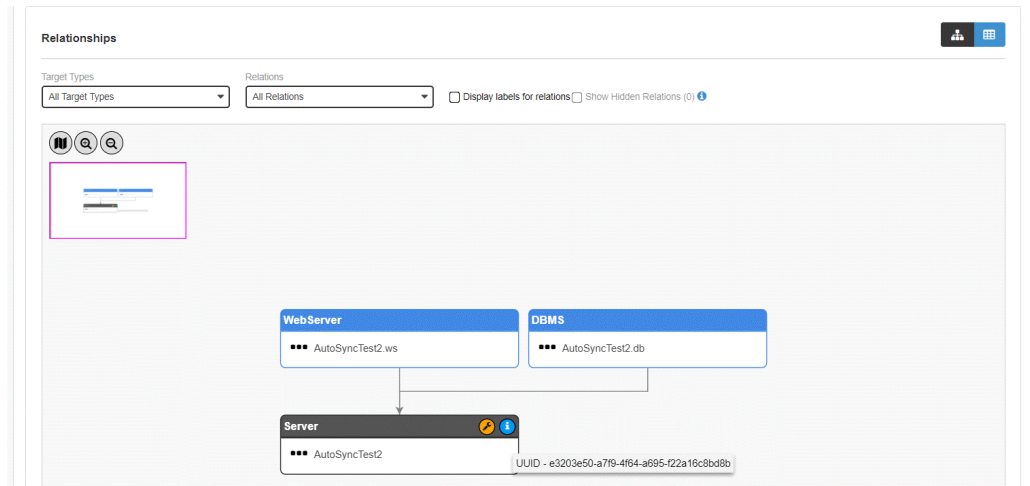 Relationships
Target Types
Relations
All Target Types
All Relations
Display labels for relations
Show Hidden Relations (0)
WebServer
DBMS
AutoSyncTest2.ws
AutoSyncTest2.db
Server
AutoSyncTest2
UUID - e3203e50-a7f9-4f64-a695-f22a16c8bd8b